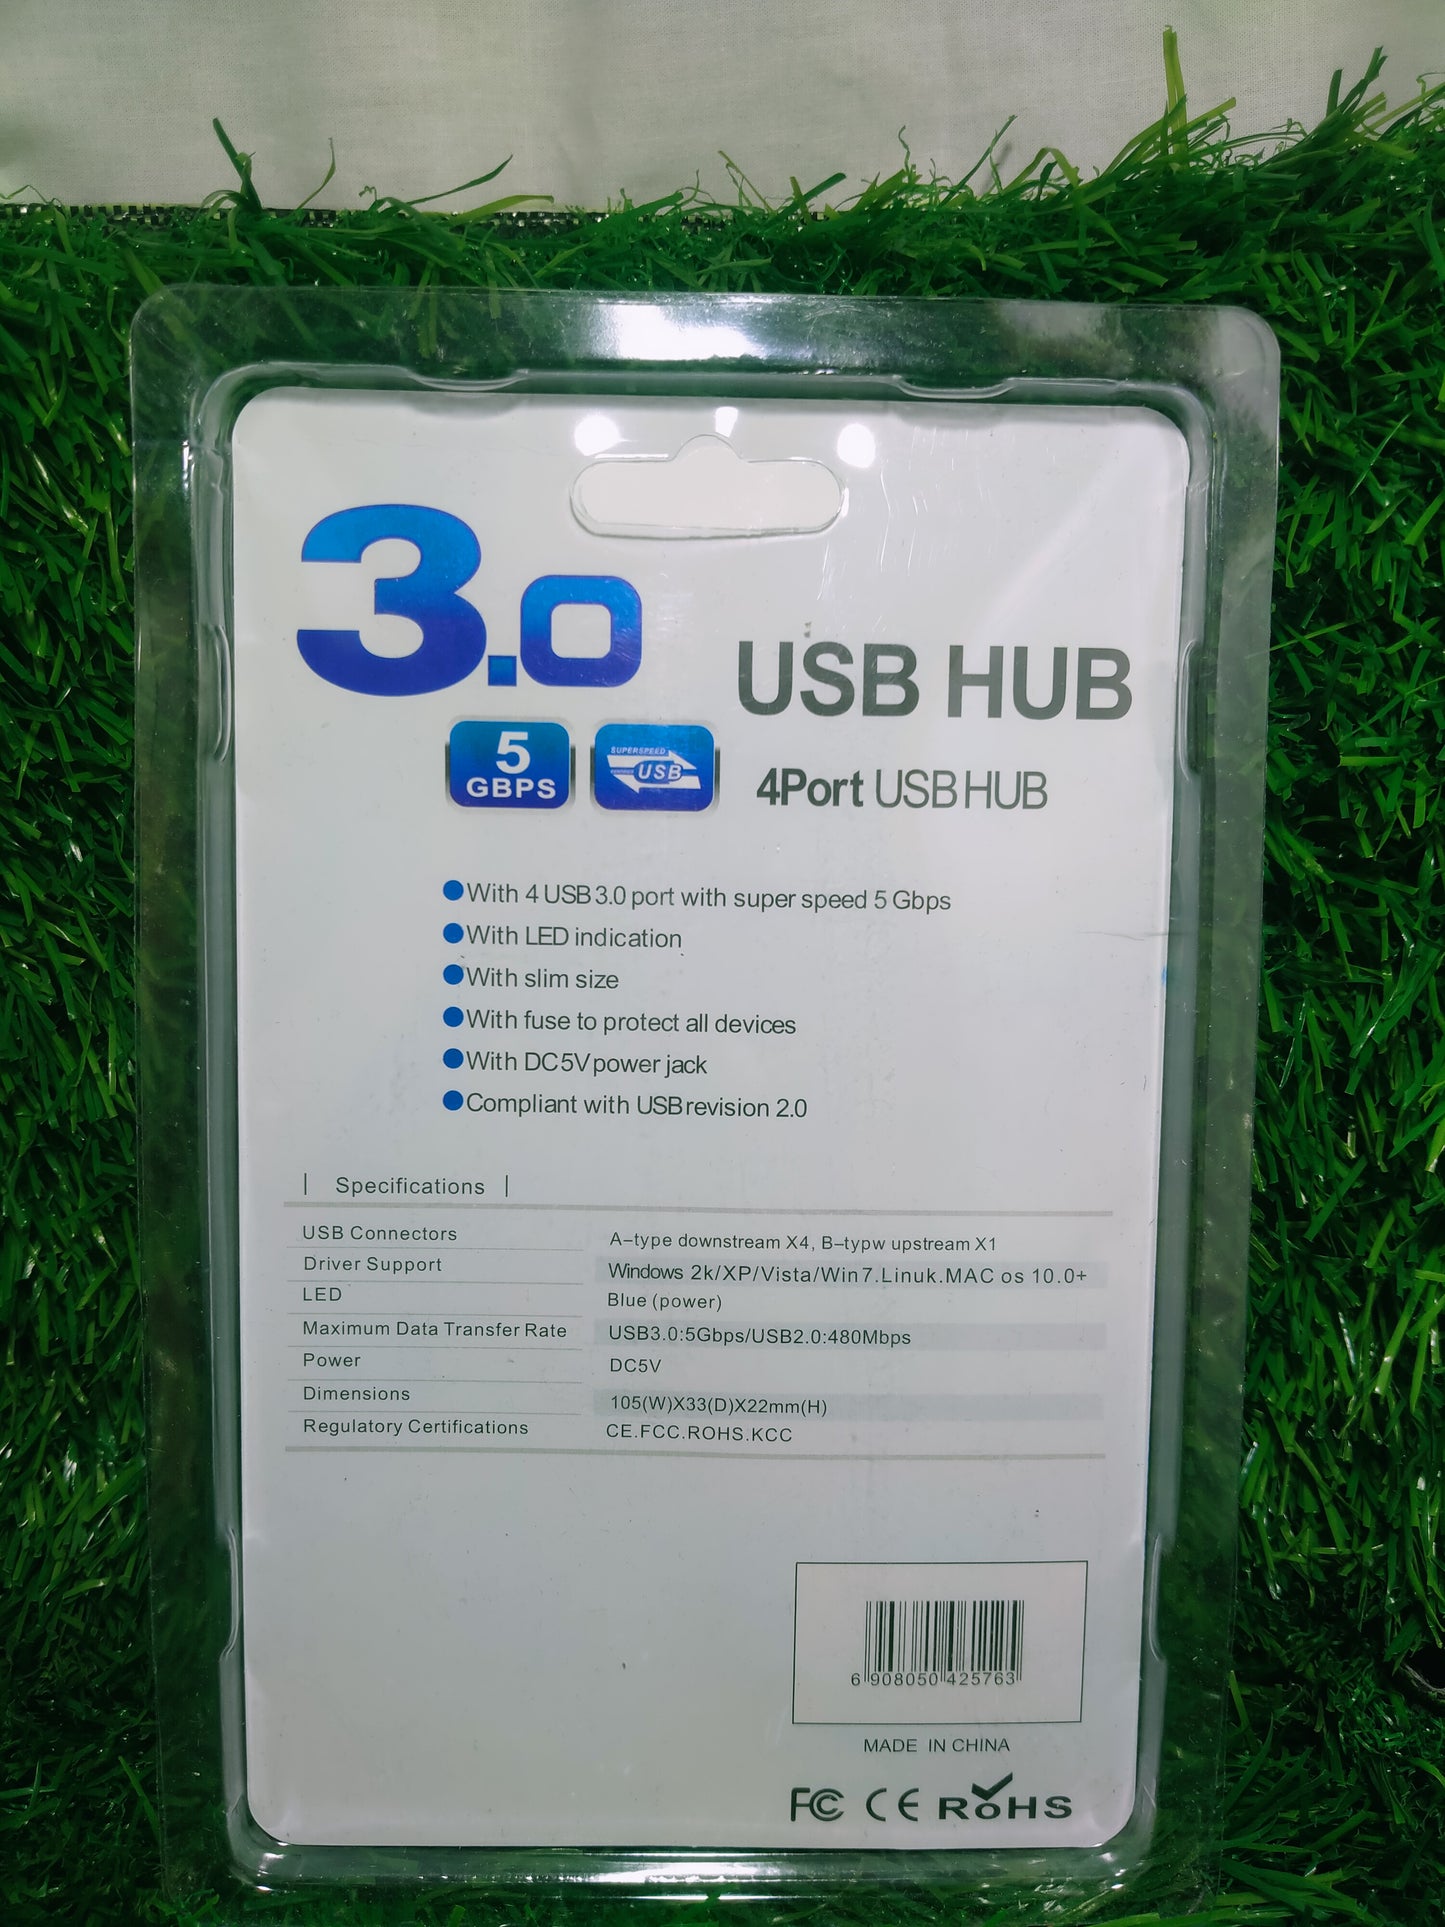 3.0
USB HUB
5 GBPS
SUPERSPEED
USB
4Port USB HUB
With 4 USB 3.0 port with super speed 5 Gbps
With LED indication
With slim size
With fuse to protect all devices
With DC 5V power jack
Compliant with USB revision 2.0
| Specifications |
USB Connectors A-type downstream X4, B-typw upstream X1
Driver Support Windows 2k/XP/Vista/Win7.Linuk.MAC os 10.0+
LED Blue (power)
Maximum Data Transfer Rate USB3.0:5Gbps/USB2.0:480Mbps
Power DC5V
Dimensions 105(W)X33(D)X22mm(H)
Regulatory Certifications CE.FCC.ROHS.KCC
6 908050 425763
MADE IN CHINA
FC CE RoHS